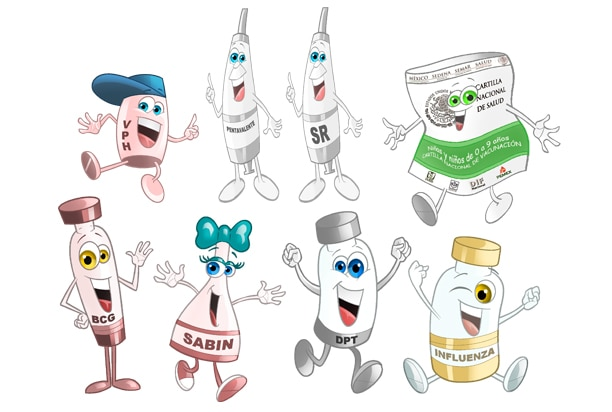 VPH
PENTAVALENTE
SR
MÉXICO SEDENA SEMAR SALUD
CARTILLA
NACIONAL
DE SALUD
Niñas y niños de 0 a 9 años
CARTILLA NACIONAL DE VACUNACIÓN
DIF
PEMEX
BCG
SABIN
DPT
INFLUENZA